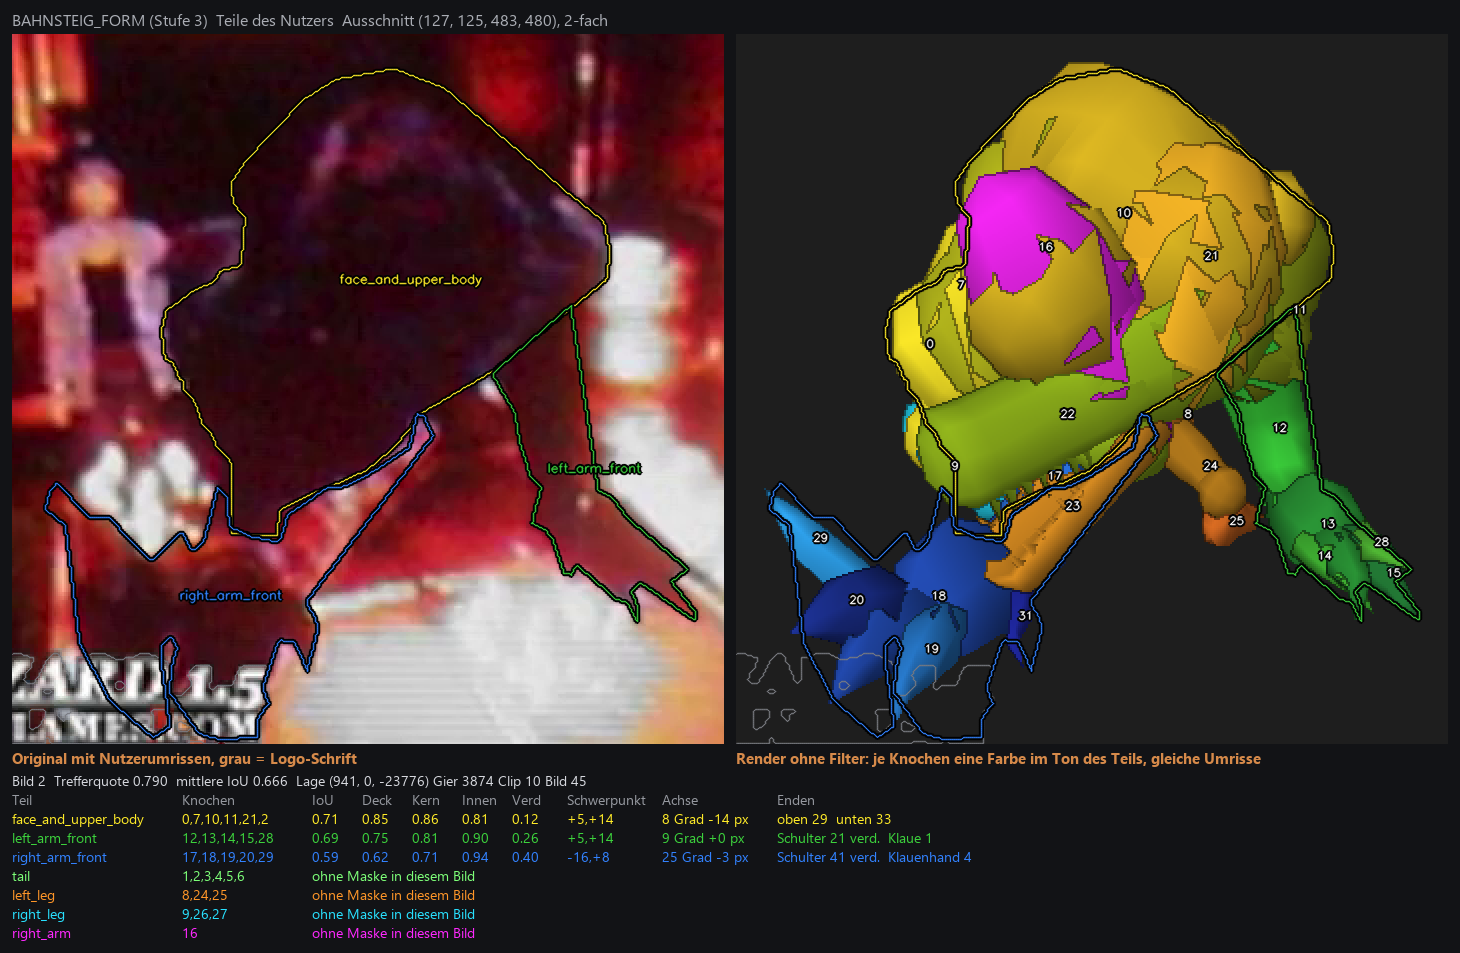 BAHNSTEIG_FORM (Stufe 3) Teile des Nutzers Ausschnitt (127, 125, 483, 480), 2-fach
face_and_upper_body
left_arm_front
right_arm_front
ZARD 1.5
LAMES.COM
10
16
21
7
11
0
22
8
12
9
17
24
23
25
13
28
29
14
15
20
18
31
19
Original mit Nutzerumrissen, grau = Logo-Schrift
Render ohne Filter: je Knochen eine Farbe im Ton des Teils, gleiche Umrisse
Bild 2 Trefferquote 0.790 mittlere IoU 0.666 Lage (941, 0, -23776) Gier 3874 Clip 10 Bild 45
Teil Knochen IoU Deck Kern Innen Verd Schwerpunkt Achse Enden
face_and_upper_body 0,7,10,11,21,2 0.71 0.85 0.86 0.81 0.12 +5,+14 8 Grad -14 px oben 29 unten 33
left_arm_front 12,13,14,15,28 0.69 0.75 0.81 0.90 0.26 +5,+14 9 Grad +0 px Schulter 21 verd. Klaue 1
right_arm_front 17,18,19,20,29 0.59 0.62 0.71 0.94 0.40 -16,+8 25 Grad -3 px Schulter 41 verd. Klauenhand 4
tail 1,2,3,4,5,6 ohne Maske in diesem Bild
left_leg 8,24,25 ohne Maske in diesem Bild
right_leg 9,26,27 ohne Maske in diesem Bild
right_arm 16 ohne Maske in diesem Bild